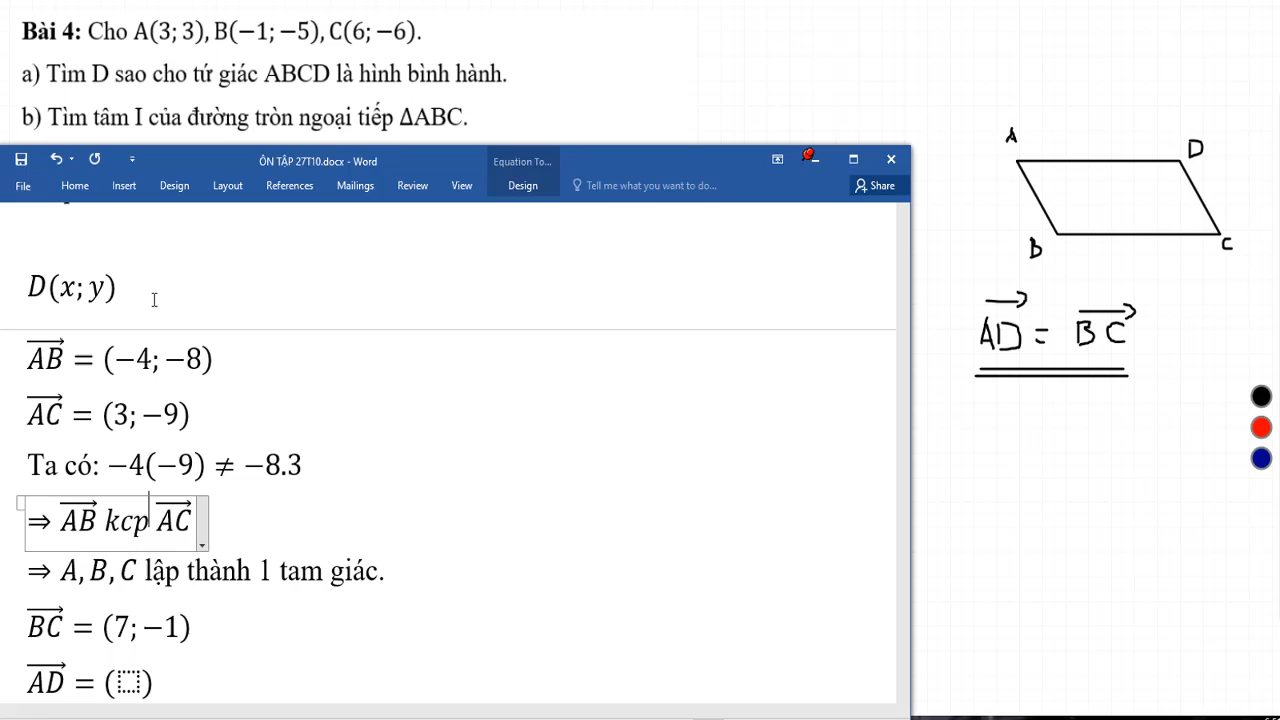 Bài 4: Cho A(3; 3), B(−1; −5), C(6; −6).
a) Tìm D sao cho tứ giác ABCD là hình bình hành.
b) Tìm tâm I của đường tròn ngoại tiếp ΔABC.
ÔN TẬP 27T10.docx - Word
Equation To...
File Home Insert Design Layout References Mailings Review View Design Tell me what you want to do... Share
D(x; y)
AB⃗ = (−4; −8)
AC⃗ = (3; −9)
Ta có: −4(−9) ≠ −8.3
⇒ AB⃗ kcp AC⃗
⇒ A, B, C lập thành 1 tam giác.
BC⃗ = (7; −1)
AD⃗ = (⬚)
A
D
B
C
AD⃗ = BC⃗